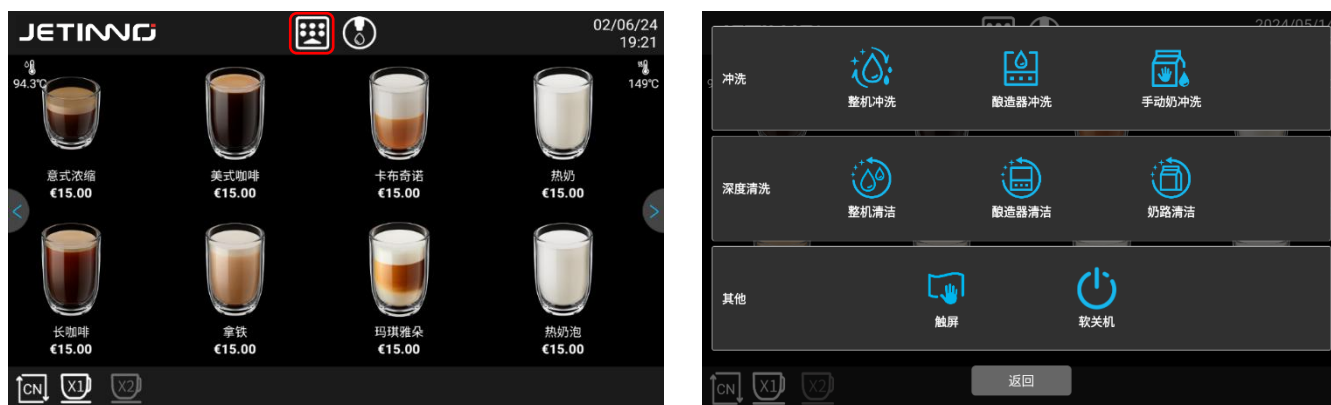 JETINNO
02/06/24
19:21
94.3℃
149℃
意式浓缩
€15.00
美式咖啡
€15.00
卡布奇诺
€15.00
热奶
€15.00
长咖啡
€15.00
拿铁
€15.00
玛琪雅朵
€15.00
热奶泡
€15.00
CN
X1
X2
2024/05/14
冲洗
整机冲洗
酿造器冲洗
手动奶冲洗
深度清洗
整机清洁
酿造器清洁
奶路清洁
其他
触屏
软关机
CN
X1
X2
返回